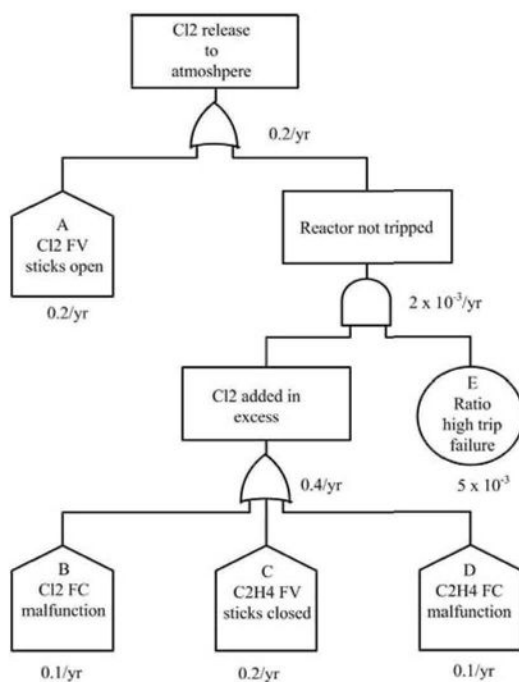 Cl2 release
to
atmoshpere
0.2/yr
A
Cl2 FV
sticks open
0.2/yr
Reactor not tripped
2 x 10⁻³/yr
Cl2 added in
excess
E
Ratio
high trip
failure
0.4/yr
5 x 10⁻³
B
Cl2 FC
malfunction
C
C2H4 FV
sticks closed
D
C2H4 FC
malfunction
0.1/yr
0.2/yr
0.1/yr